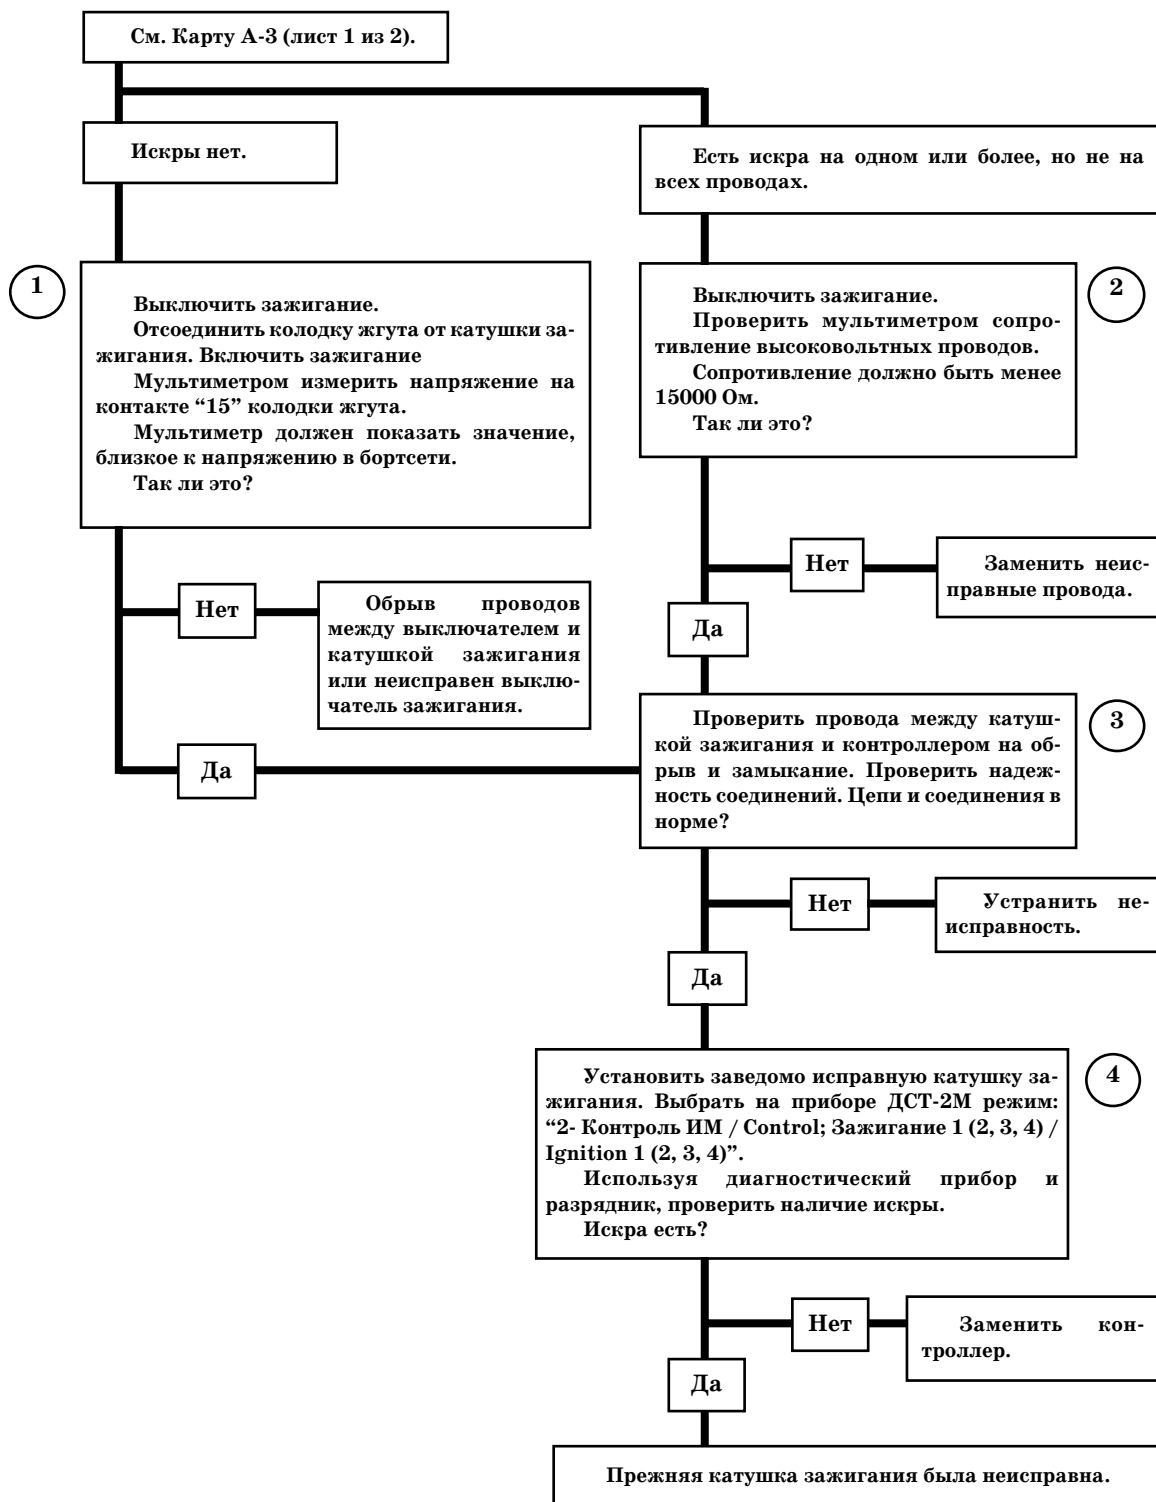 См. Карту А-3 (лист 1 из 2).
Искры нет.
Есть искра на одном или более, но не на
всех проводах.
1
Выключить зажигание.
Отсоединить колодку жгута от катушки за-
жигания. Включить зажигание
Мультиметром измерить напряжение на
контакте “15” колодки жгута.
Мультиметр должен показать значение,
близкое к напряжению в бортсети.
Так ли это?
2
Выключить зажигание.
Проверить мультиметром сопро-
тивление высоковольтных проводов.
Сопротивление должно быть менее
15000 Ом.
Так ли это?
Нет
Заменить неис-
правные провода.
Нет
Обрыв проводов
между выключателем и
катушкой зажигания
или неисправен выклю-
чатель зажигания.
Да
Да
3
Проверить провода между катуш-
кой зажигания и контроллером на об-
рыв и замыкание. Проверить надеж-
ность соединений. Цепи и соединения в
норме?
Нет
Устранить не-
исправность.
Да
4
Установить заведомо исправную катушку за-
жигания. Выбрать на приборе ДСТ-2М режим:
“2- Контроль ИМ / Control; Зажигание 1 (2, 3, 4) /
Ignition 1 (2, 3, 4)”.
Используя диагностический прибор и
разрядник, проверить наличие искры.
Искра есть?
Нет
Заменить кон-
троллер.
Да
Прежняя катушка зажигания была неисправна.